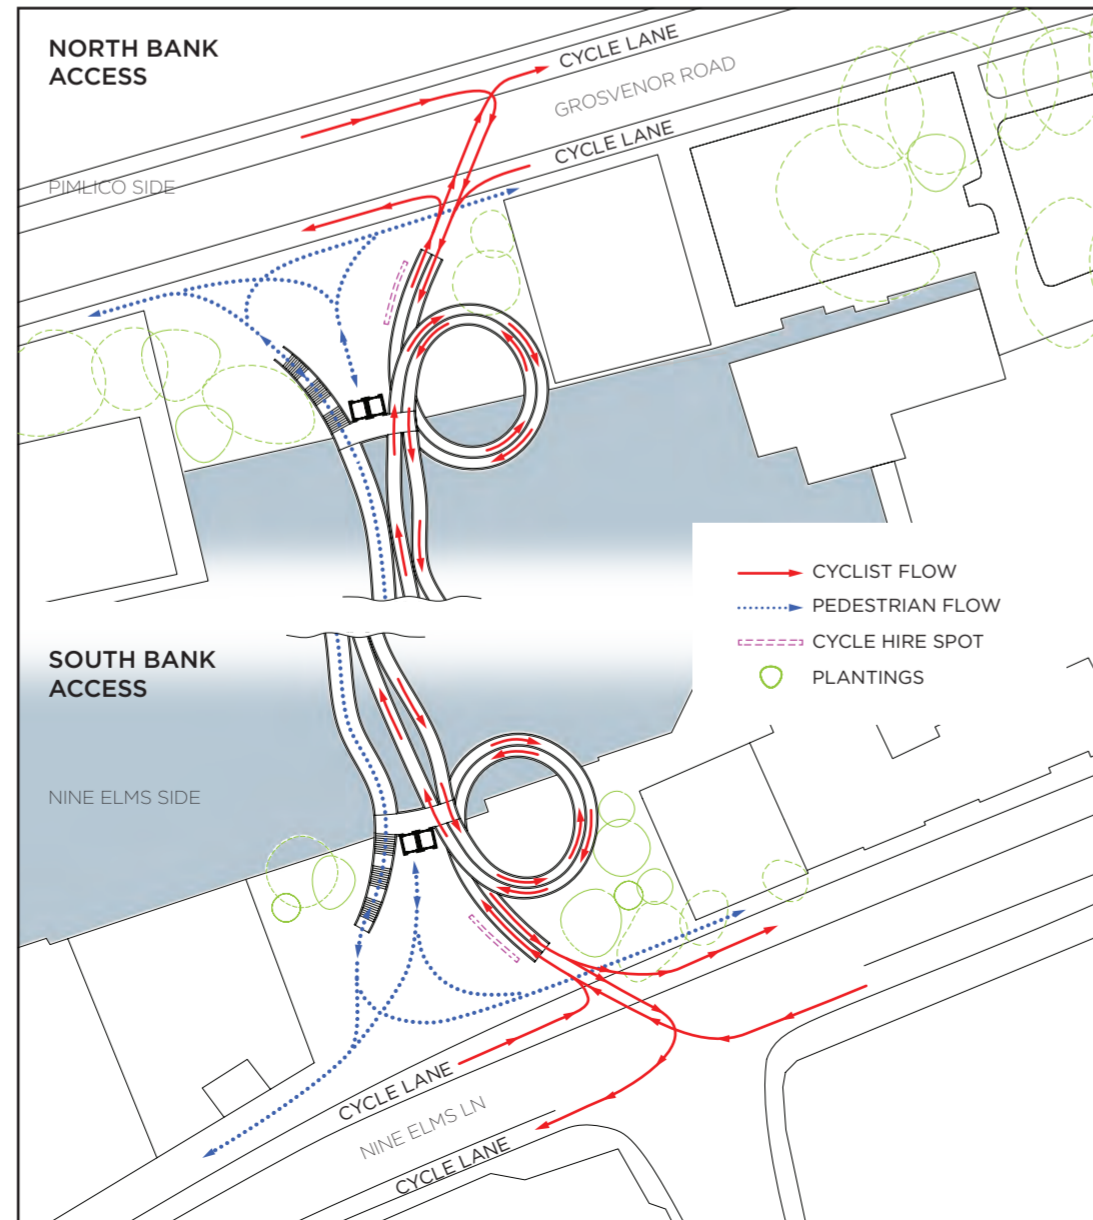 NORTH BANK
ACCESS
CYCLE LANE
GROSVENOR ROAD
CYCLE LANE
PIMLICO SIDE
CYCLIST FLOW
PEDESTRIAN FLOW
CYCLE HIRE SPOT
PLANTINGS
SOUTH BANK
ACCESS
NINE ELMS SIDE
CYCLE LANE
NINE ELMS LN
CYCLE LANE